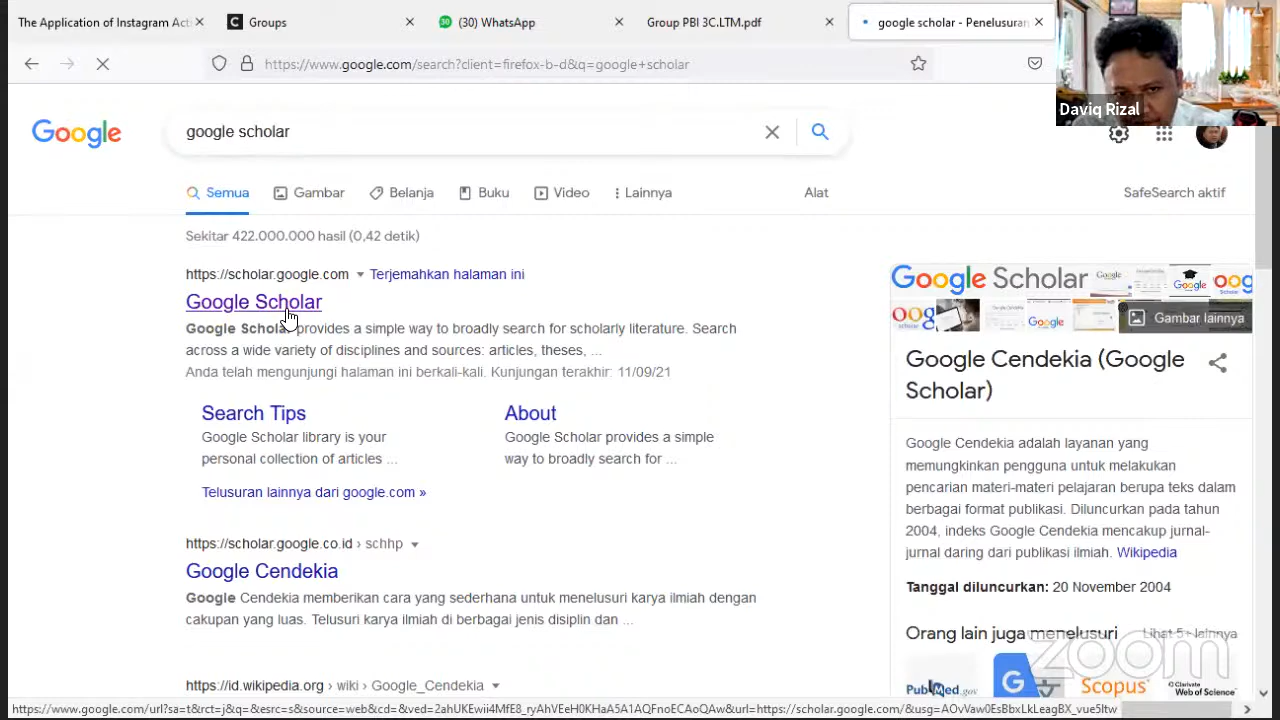 The Application of Instagram Act
Groups
(30) WhatsApp
Group PBI 3C.LTM.pdf
google scholar - Penelusuran
https://www.google.com/search?client=firefox-b-d&q=google+scholar
Daviq Rizal
Google
google scholar
Semua
Gambar
Belanja
Buku
Video
Lainnya
Alat
SafeSearch aktif
Sekitar 422.000.000 hasil (0,42 detik)
https://scholar.google.com
Terjemahkan halaman ini
Google Scholar
Google Scholar provides a simple way to broadly search for scholarly literature. Search
across a wide variety of disciplines and sources: articles, theses, ...
Anda telah mengunjungi halaman ini berkali-kali. Kunjungan terakhir: 11/09/21
Search Tips
Google Scholar library is your
personal collection of articles ...
About
Google Scholar provides a simple
way to broadly search for ...
Telusuran lainnya dari google.com »
https://scholar.google.co.id › schhp
Google Cendekia
Google Cendekia memberikan cara yang sederhana untuk menelusuri karya ilmiah dengan
cakupan yang luas. Telusuri karya ilmiah di berbagai jenis disiplin dan ...
https://id.wikipedia.org › wiki › Google_Cendekia
Google Scholar
Gambar lainnya
Google Cendekia (Google
Scholar)
Google Cendekia adalah layanan yang
memungkinkan pengguna untuk melakukan
pencarian materi-materi pelajaran berupa teks dalam
berbagai format publikasi. Diluncurkan pada tahun
2004, indeks Google Cendekia mencakup jurnal-
jurnal daring dari publikasi ilmiah. Wikipedia
Tanggal diluncurkan: 20 November 2004
Orang lain juga menelusuri
Lihat 5+ lainnya
zoom
PubMed.gov
Scopus
Clarivate
Web of Science